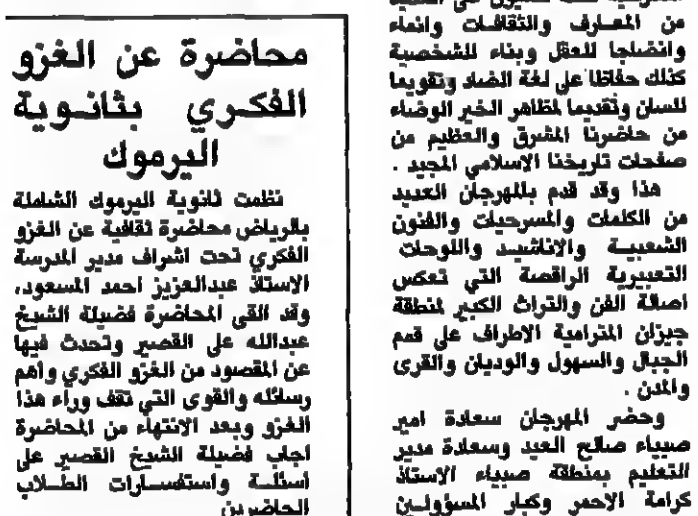 من المعارف والثقافات وانماء
وانضاجا للعقل وبناء للشخصية
كذلك حفاظا على لغة الضاد وتقويما
للسان وتقديما لمظاهر الخير الوضاء
من حاضرنا المشرق والعظيم من
صفحات تاريخنا الاسلامي المجيد .
هذا وقد قدم بالمهرجان العديد
من الكلمات والمسرحيات والفنون
الشعبية والاناشيد واللوحات
التعبيرية الراقصة التي تعكس
اصالة الفن والتراث الكبير لمنطقة
جيزان المترامية الاطراف على قمم
الجبال والسهول والوديان والقرى
والمدن .
وحضر المهرجان سعادة امير
صبياء صالح العيد وسعادة مدير
التعليم بمنطقة صبياء الاستاذ
كرامة الاحمر وكبار المسؤولين
محاضرة عن الغزو
الفكري بثانوية
اليرموك
نظمت ثانوية اليرموك الشاملة
بالرياض محاضرة ثقافية عن الغزو
الفكري تحت اشراف مدير المدرسة
الاستاذ عبدالعزيز احمد المسعود،
وقد القى المحاضرة فضيلة الشيخ
عبدالله على القصير وتحدث فيها
عن المقصود من الغزو الفكري واهم
رسائله والقوى التي تقف وراء هذا
الغزو وبعد الانتهاء من المحاضرة
اجاب فضيلة الشيخ القصير على
اسئلة واستفسارات الطلاب
الحاضرين